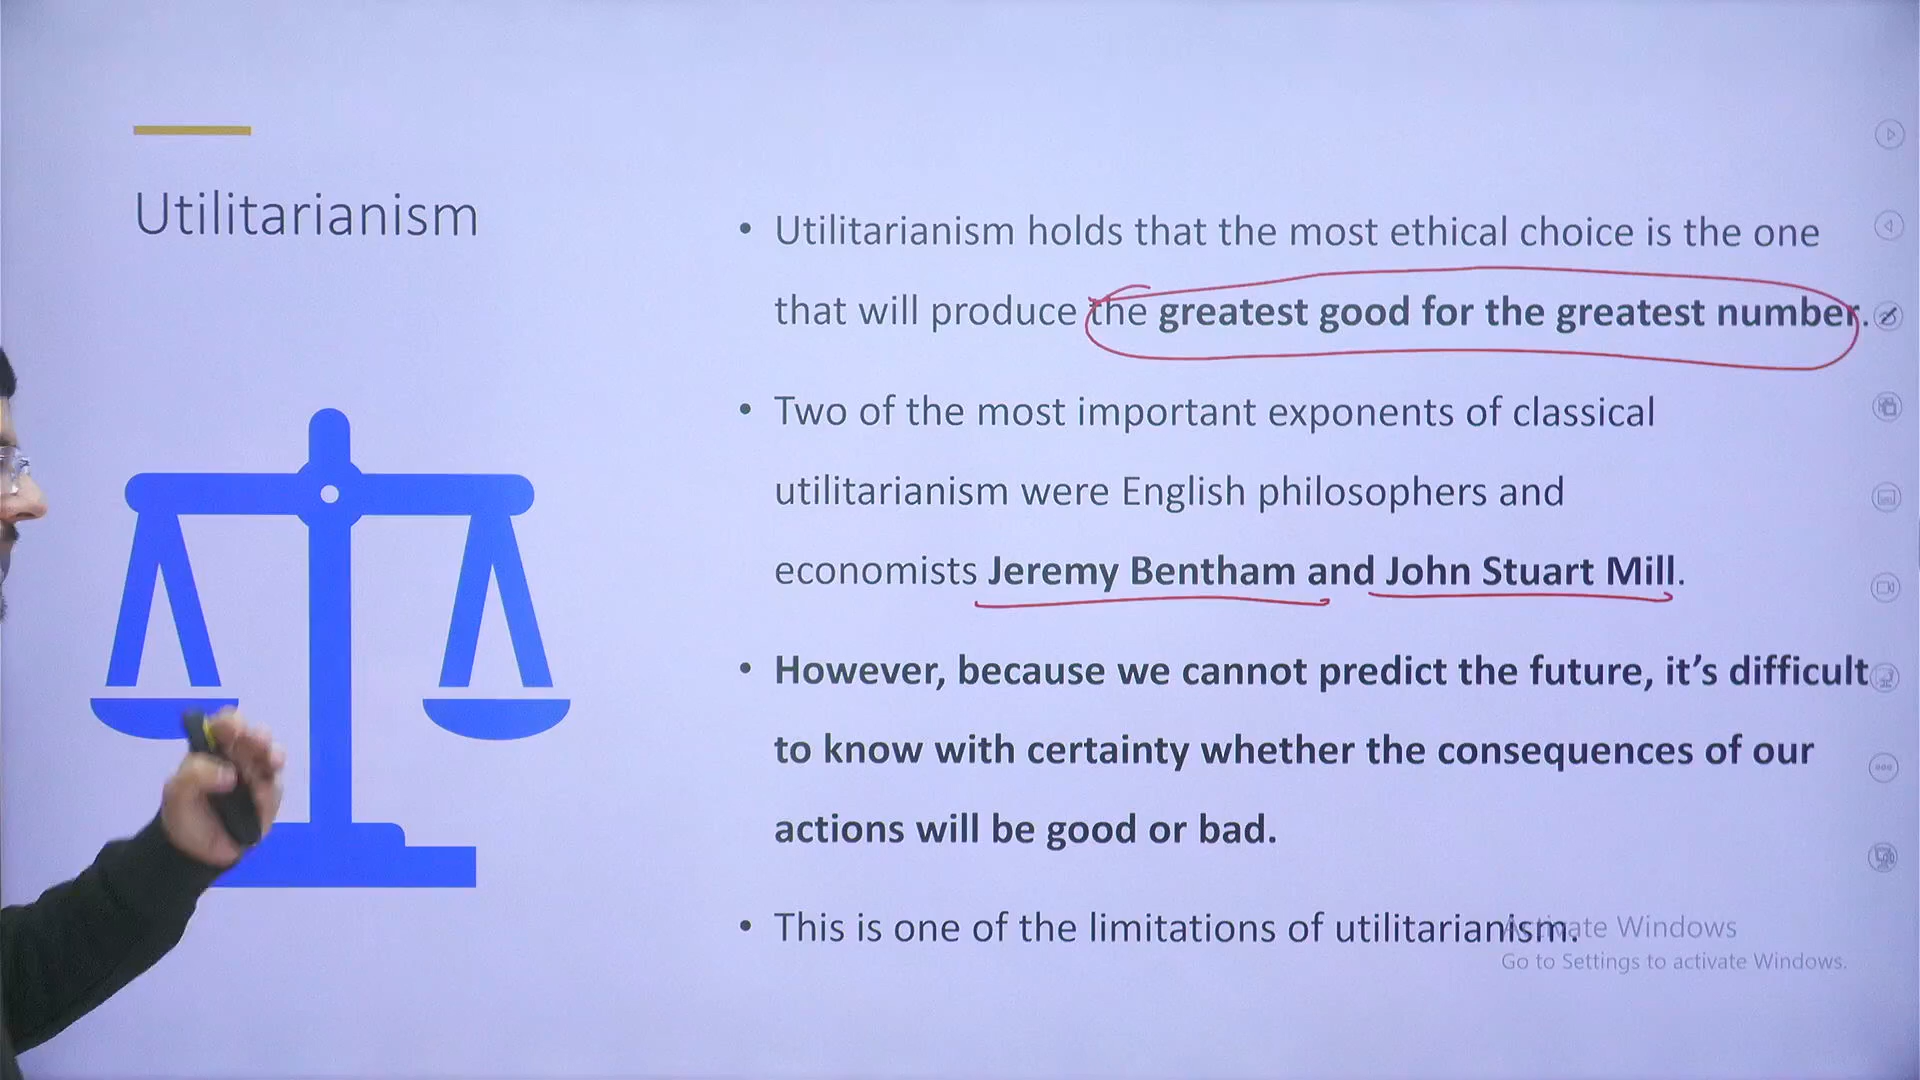 Utilitarianism
• Utilitarianism holds that the most ethical choice is the one
that will produce the greatest good for the greatest number.
• Two of the most important exponents of classical
utilitarianism were English philosophers and
economists Jeremy Bentham and John Stuart Mill.
• However, because we cannot predict the future, it’s difficult
to know with certainty whether the consequences of our
actions will be good or bad.
• This is one of the limitations of utilitarianism.
Activate Windows
Go to Settings to activate Windows.